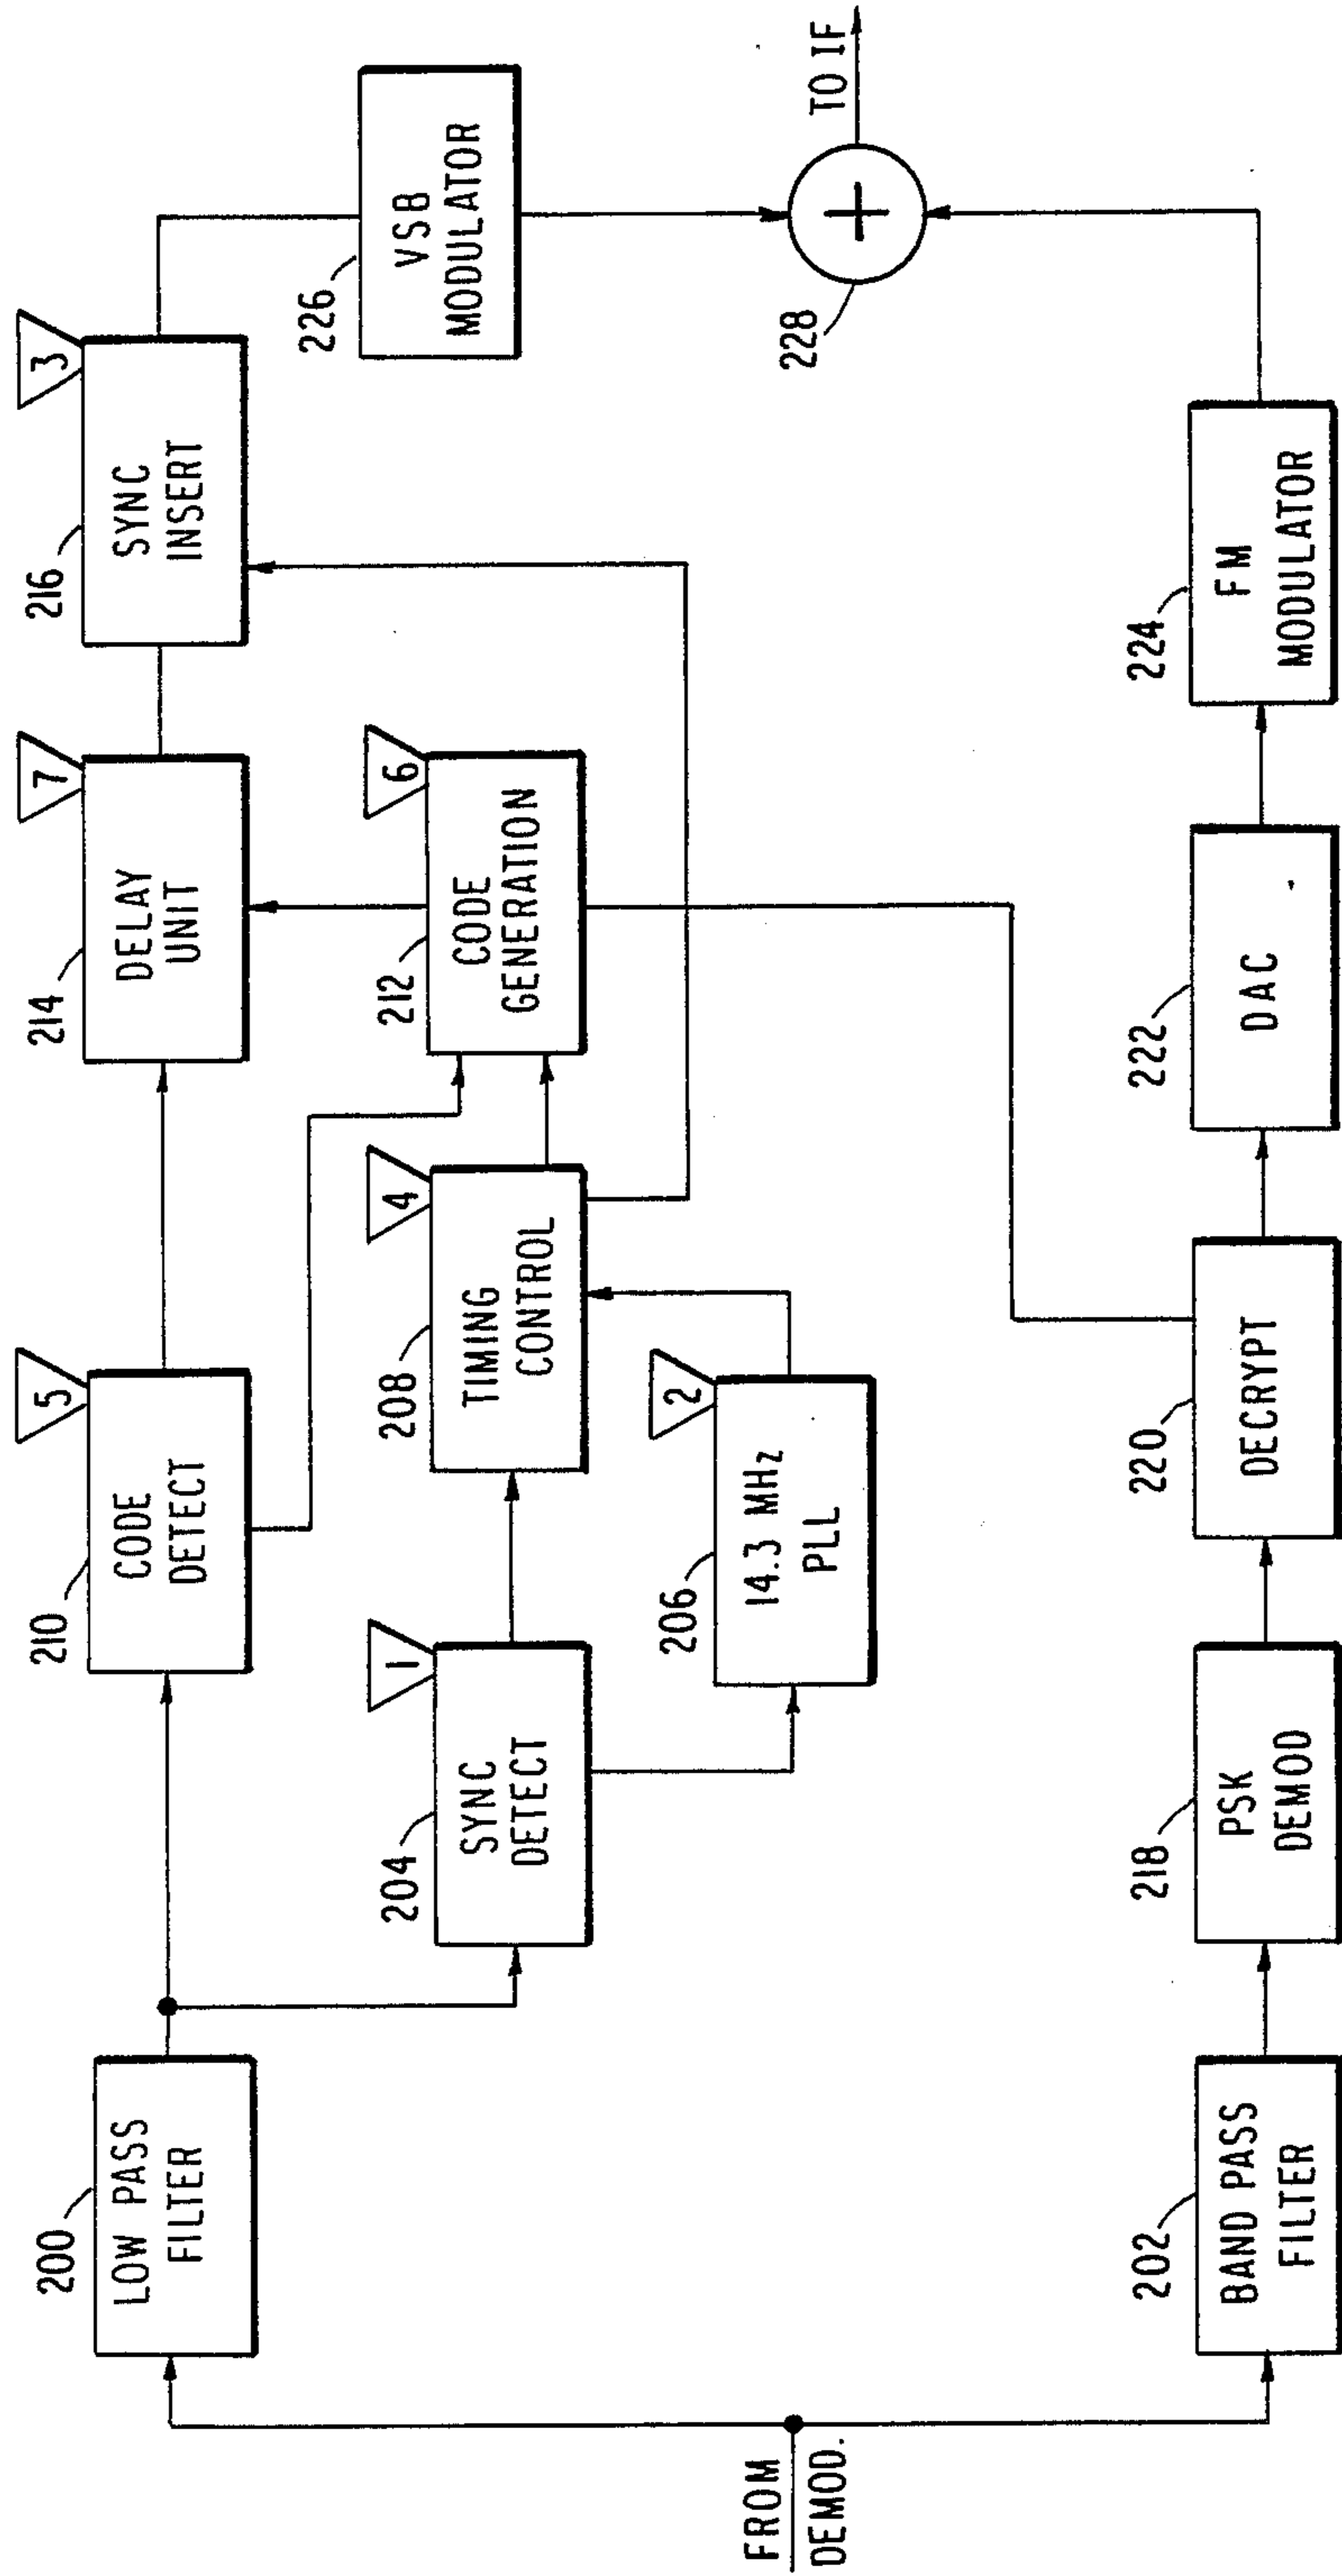 FROM
DEMOD.
200
LOW PASS
FILTER
210
CODE
DETECT
5
214
DELAY
UNIT
7
216
SYNC
INSERT
3
204
SYNC
DETECT
1
208
TIMING
CONTROL
4
212
CODE
GENERATION
6
226
VSB
MODULATOR
206
14.3 MHz
PLL
2
228
+
TO IF
202
BAND PASS
FILTER
218
PSK
DEMOD
220
DECRYPT
222
DAC
224
FM
MODULATOR